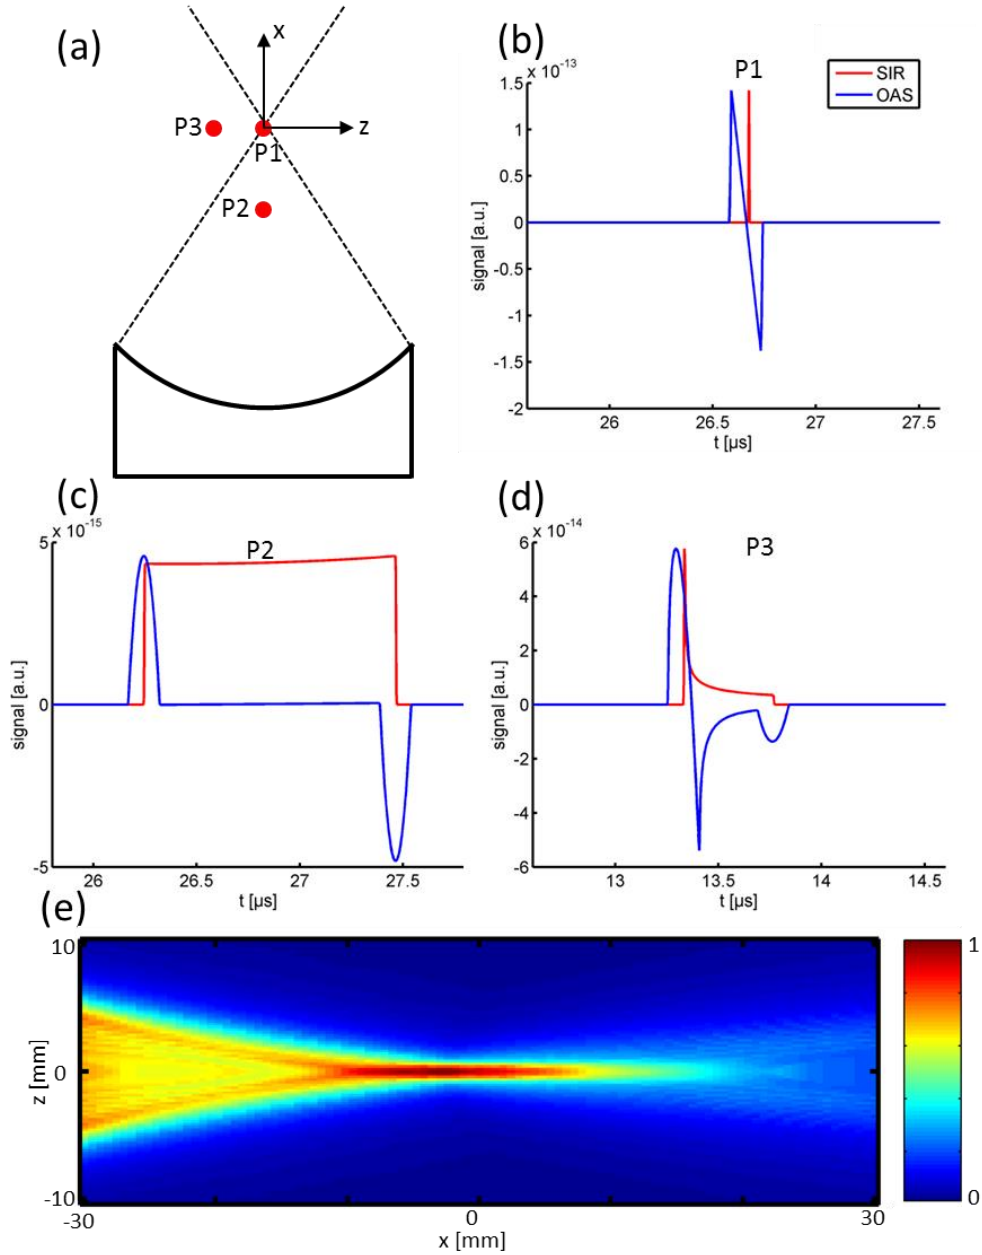 (a)
x
z
P3
P1
P2
(b)
x 10^-13
P1
SIR
OAS
1.5
1
0.5
0
-0.5
-1
-1.5
-2
26 26.5 27 27.5
signal [a.u.]
t [µs]
(c)
x 10^-15
P2
5
0
-5
26 26.5 27 27.5
signal [a.u.]
t [µs]
(d)
x 10^-14
P3
6
4
2
0
-2
-4
-6
13 13.5 14 14.5
signal [a.u.]
t [µs]
(e)
10
0
-10
z [mm]
-30 0 30
x [mm]
1
0